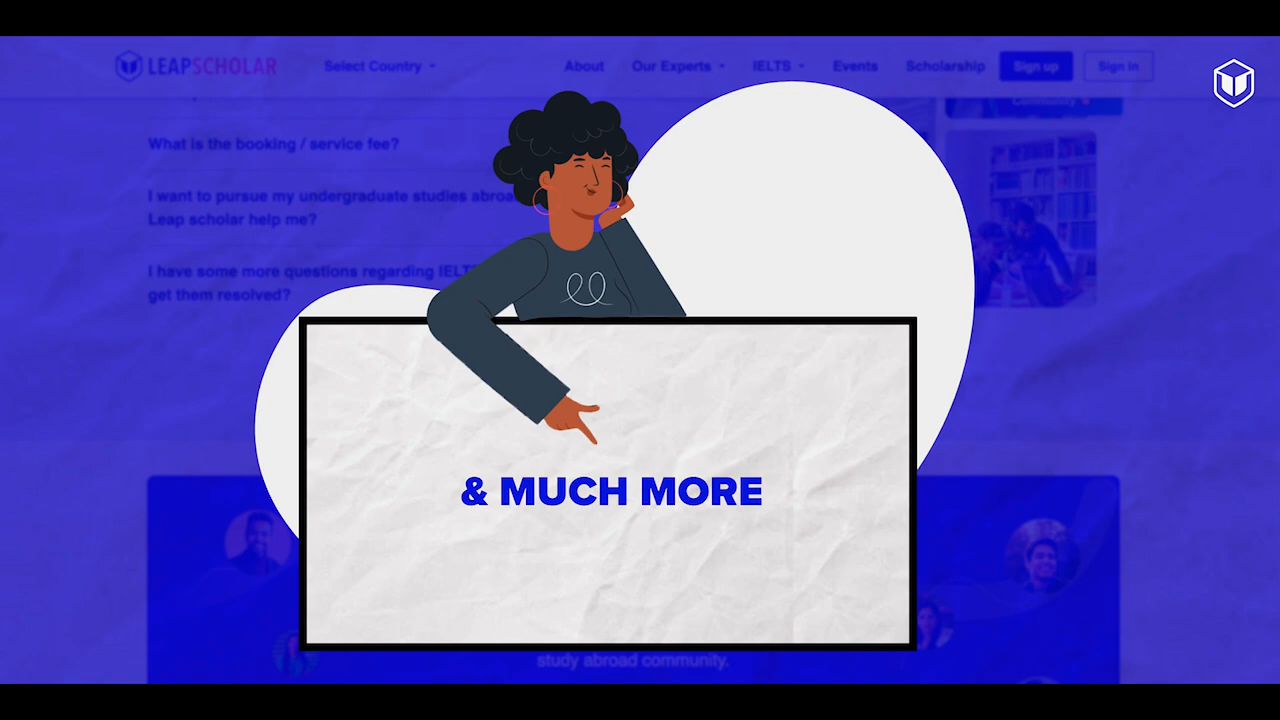 LEAPSCHOLAR
Select Country
About
Our Experts
IELTS
Events
Scholarship
Sign up
Sign in
What is the booking / service fee?
I want to pursue my undergraduate studies
Leap scholar help me?
I have some more questions regarding
get them resolved?
& MUCH MORE
study abroad community.